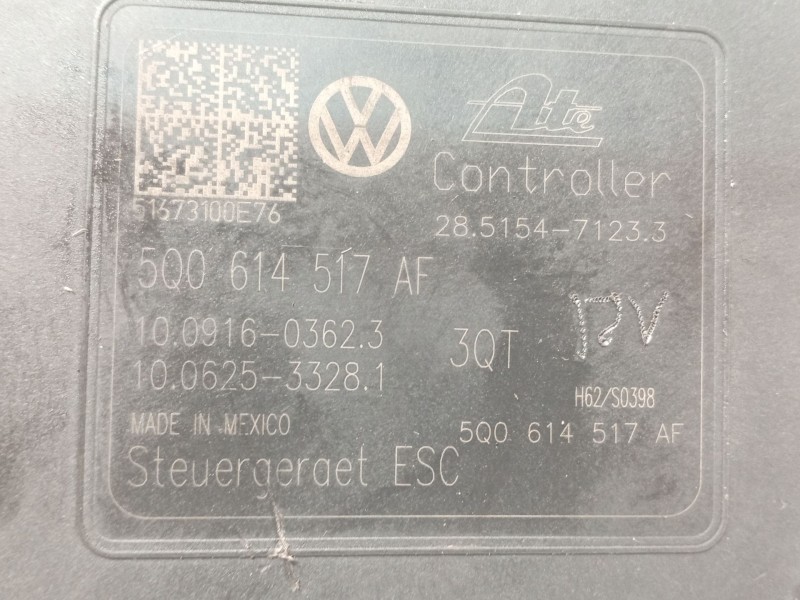 Ate
Controller
51673100E76
28.5154-7123.3
5Q0 614 517 AF
10.0916-0362.3
3QT
10.0625-3328.1
H62/S0398
MADE IN MEXICO
5Q0 614 517 AF
Steuergeraet ESC